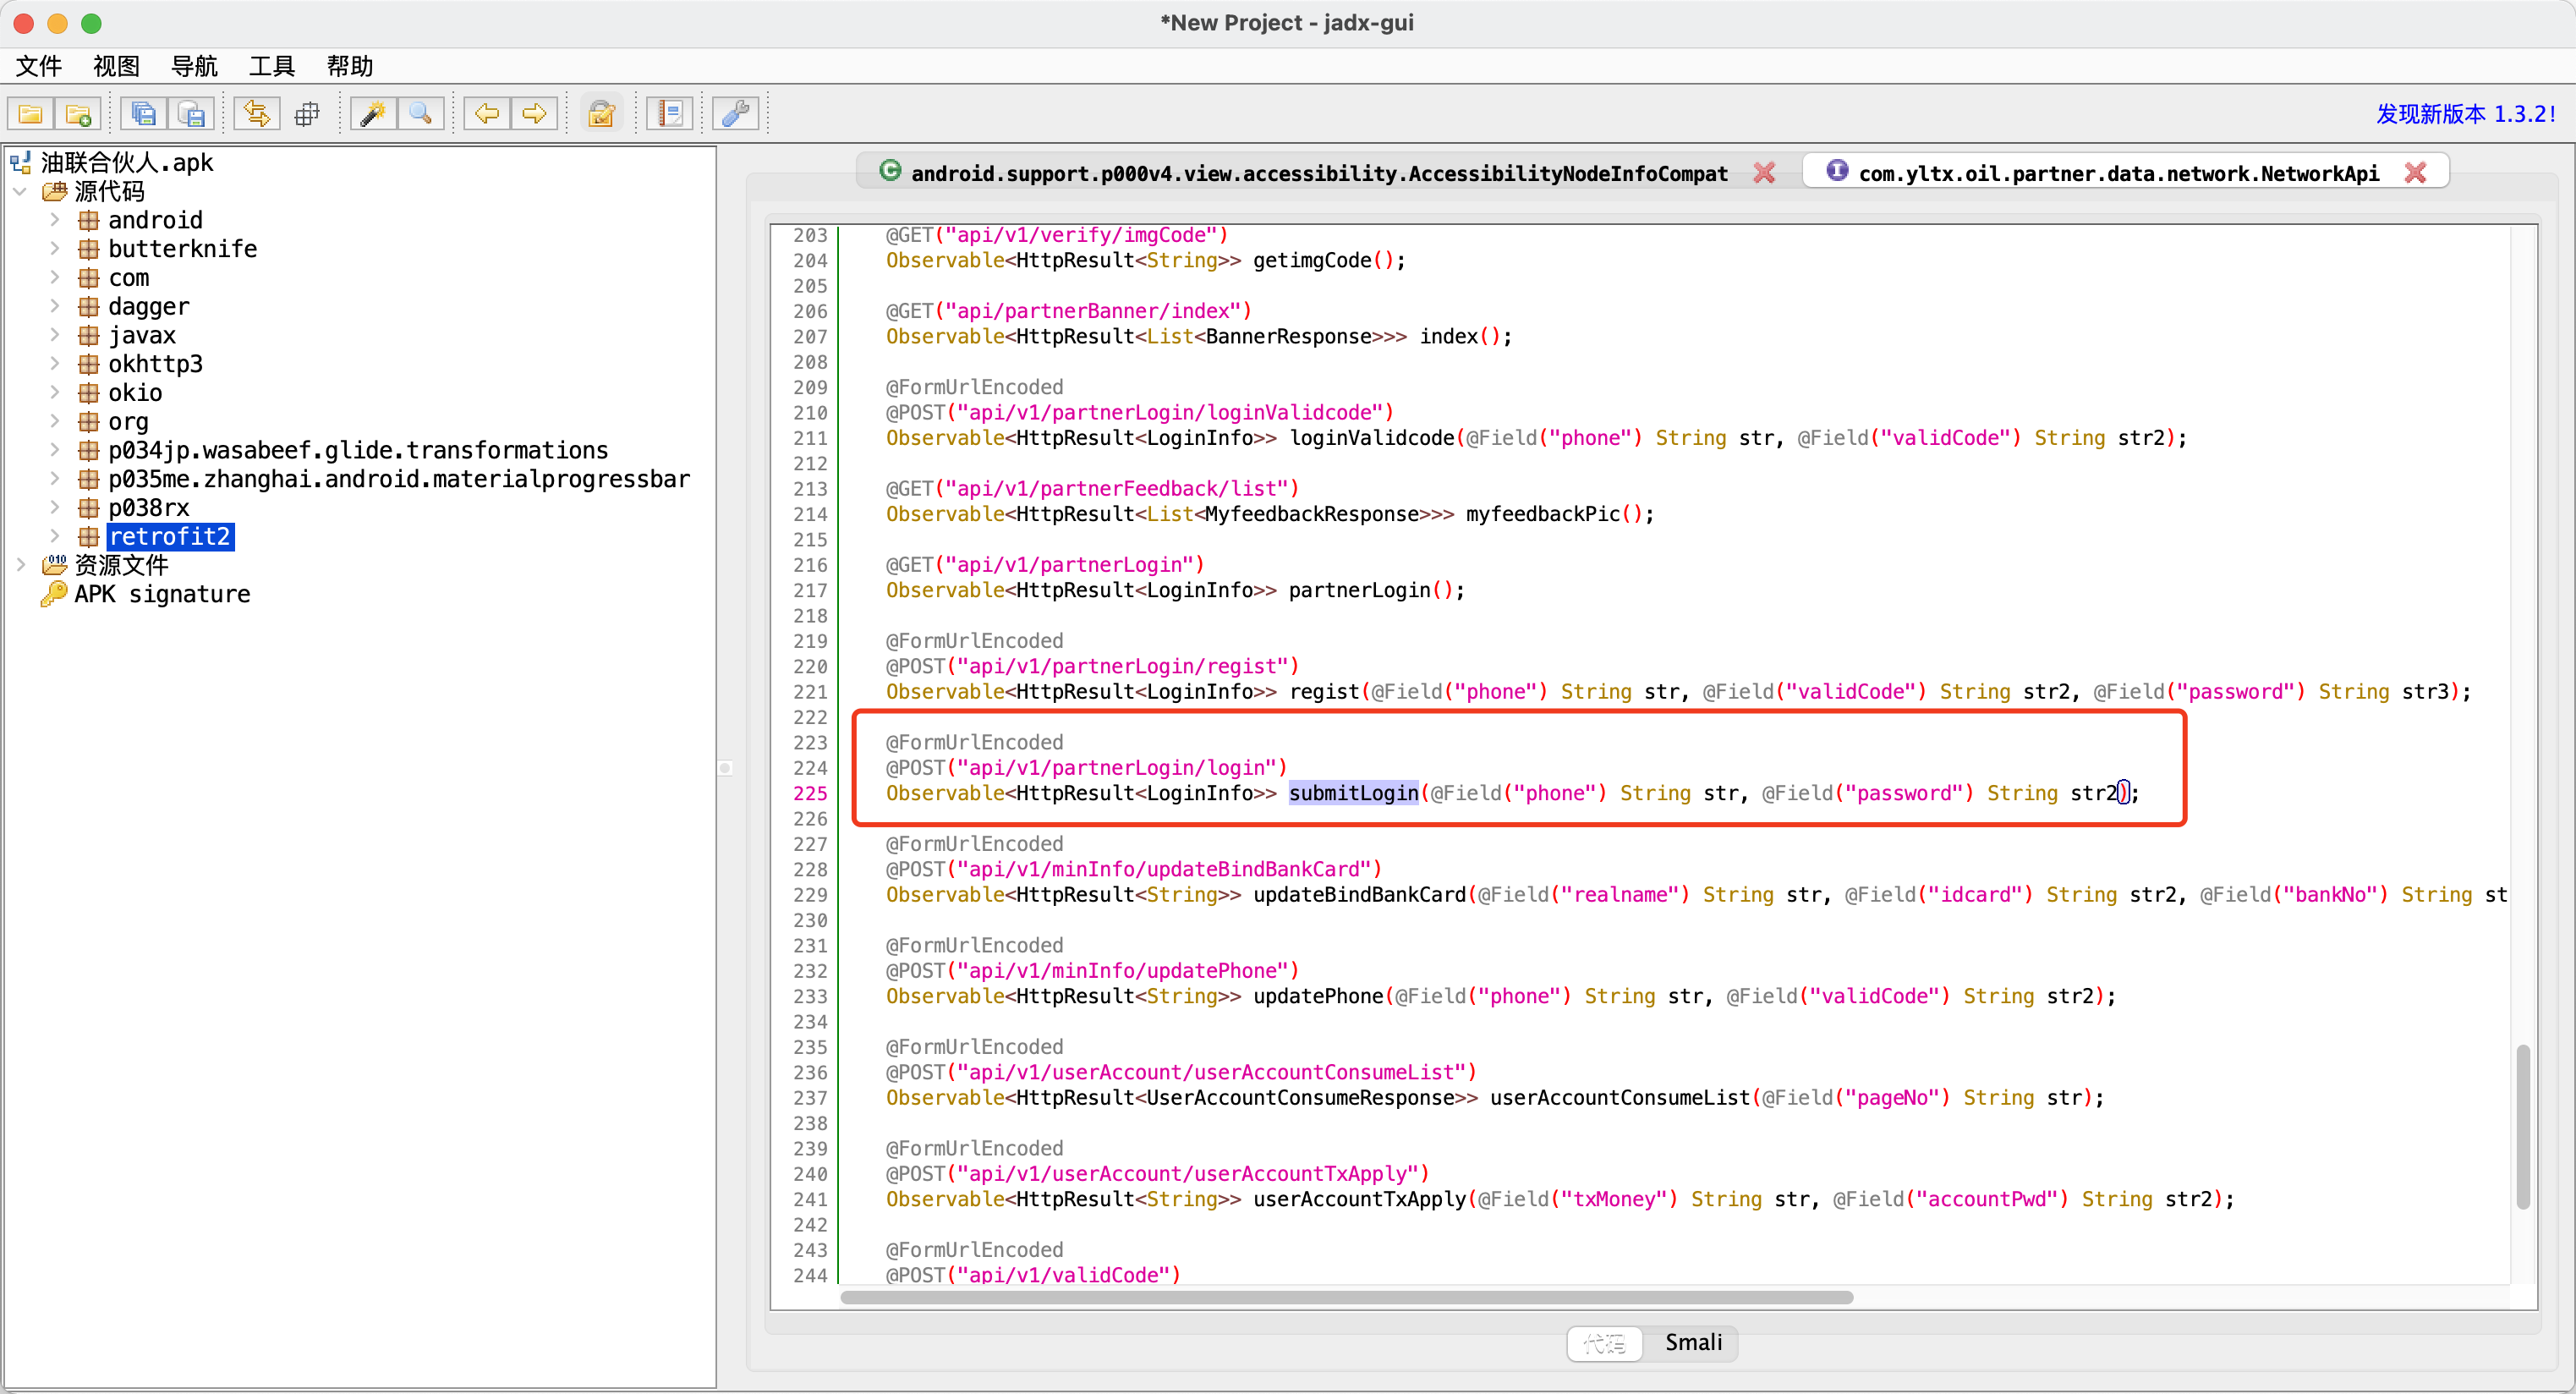 *New Project - jadx-gui
文件 视图 导航 工具 帮助
发现新版本 1.3.2!
油联合伙人.apk
源代码
android
butterknife
com
dagger
javax
okhttp3
okio
org
p034jp.wasabeef.glide.transformations
p035me.zhanghai.android.materialprogressbar
p038rx
retrofit2
资源文件
APK signature
android.support.p000v4.view.accessibility.AccessibilityNodeInfoCompat
com.yltx.oil.partner.data.network.NetworkApi
203 @GET("api/v1/verify/imgCode")
204 Observable<HttpResult<String>> getimgCode();
205
206 @GET("api/partnerBanner/index")
207 Observable<HttpResult<List<BannerResponse>>> index();
208
209 @FormUrlEncoded
210 @POST("api/v1/partnerLogin/loginValidcode")
211 Observable<HttpResult<LoginInfo>> loginValidcode(@Field("phone") String str, @Field("validCode") String str2);
212
213 @GET("api/v1/partnerFeedback/list")
214 Observable<HttpResult<List<MyfeedbackResponse>>> myfeedbackPic();
215
216 @GET("api/v1/partnerLogin")
217 Observable<HttpResult<LoginInfo>> partnerLogin();
218
219 @FormUrlEncoded
220 @POST("api/v1/partnerLogin/regist")
221 Observable<HttpResult<LoginInfo>> regist(@Field("phone") String str, @Field("validCode") String str2, @Field("password") String str3);
222
223 @FormUrlEncoded
224 @POST("api/v1/partnerLogin/login")
225 Observable<HttpResult<LoginInfo>> submitLogin(@Field("phone") String str, @Field("password") String str2);
226
227 @FormUrlEncoded
228 @POST("api/v1/minInfo/updateBindBankCard")
229 Observable<HttpResult<String>> updateBindBankCard(@Field("realname") String str, @Field("idcard") String str2, @Field("bankNo") String st
230
231 @FormUrlEncoded
232 @POST("api/v1/minInfo/updatePhone")
233 Observable<HttpResult<String>> updatePhone(@Field("phone") String str, @Field("validCode") String str2);
234
235 @FormUrlEncoded
236 @POST("api/v1/userAccount/userAccountConsumeList")
237 Observable<HttpResult<UserAccountConsumeResponse>> userAccountConsumeList(@Field("pageNo") String str);
238
239 @FormUrlEncoded
240 @POST("api/v1/userAccount/userAccountTxApply")
241 Observable<HttpResult<String>> userAccountTxApply(@Field("txMoney") String str, @Field("accountPwd") String str2);
242
243 @FormUrlEncoded
244 @POST("api/v1/validCode")
代码 Smali